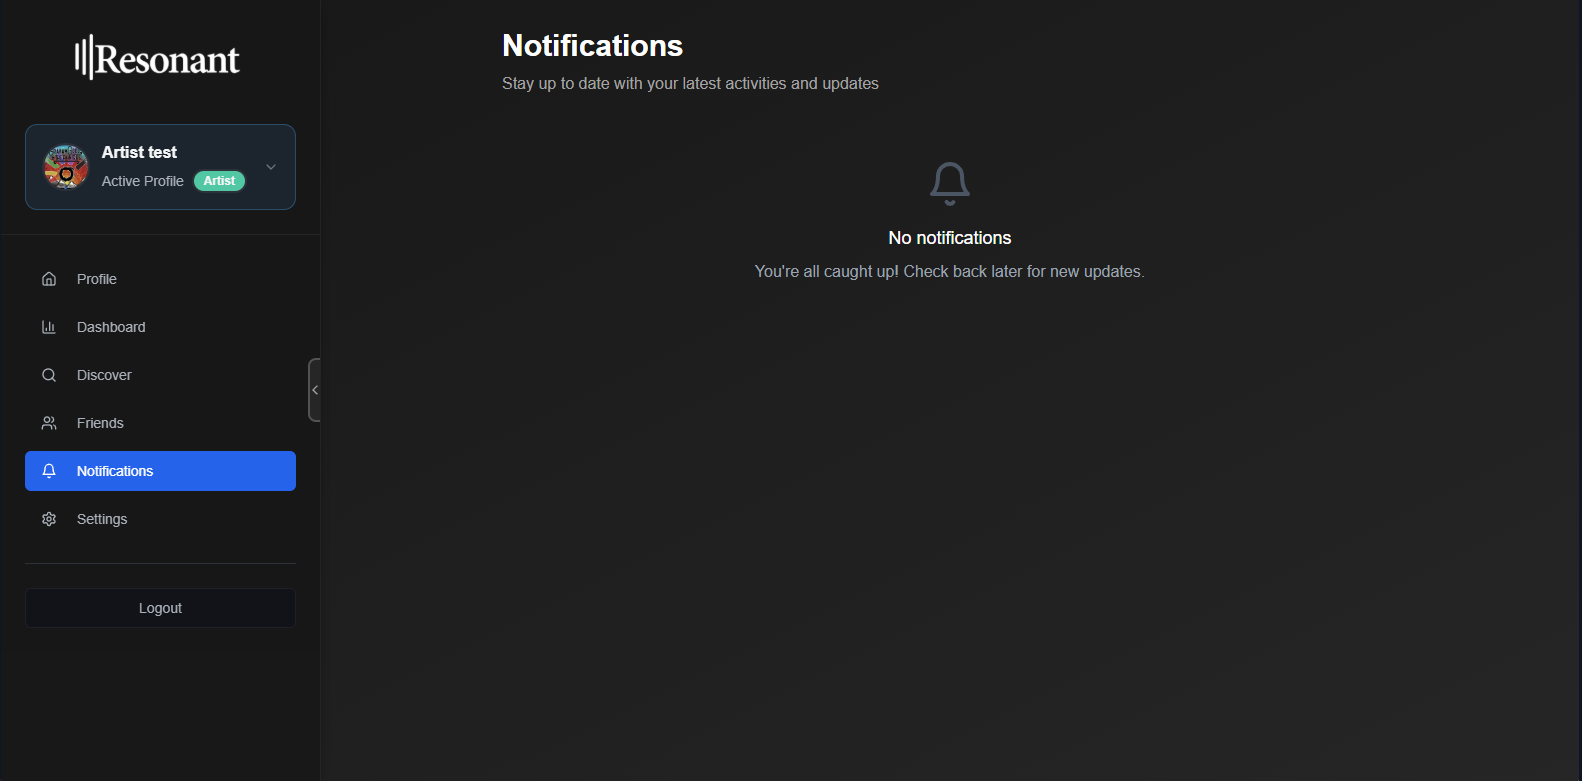 Resonant
Artist test
Active Profile Artist
Profile
Dashboard
Discover
Friends
Notifications
Settings
Logout
Notifications
Stay up to date with your latest activities and updates
No notifications
You're all caught up! Check back later for new updates.